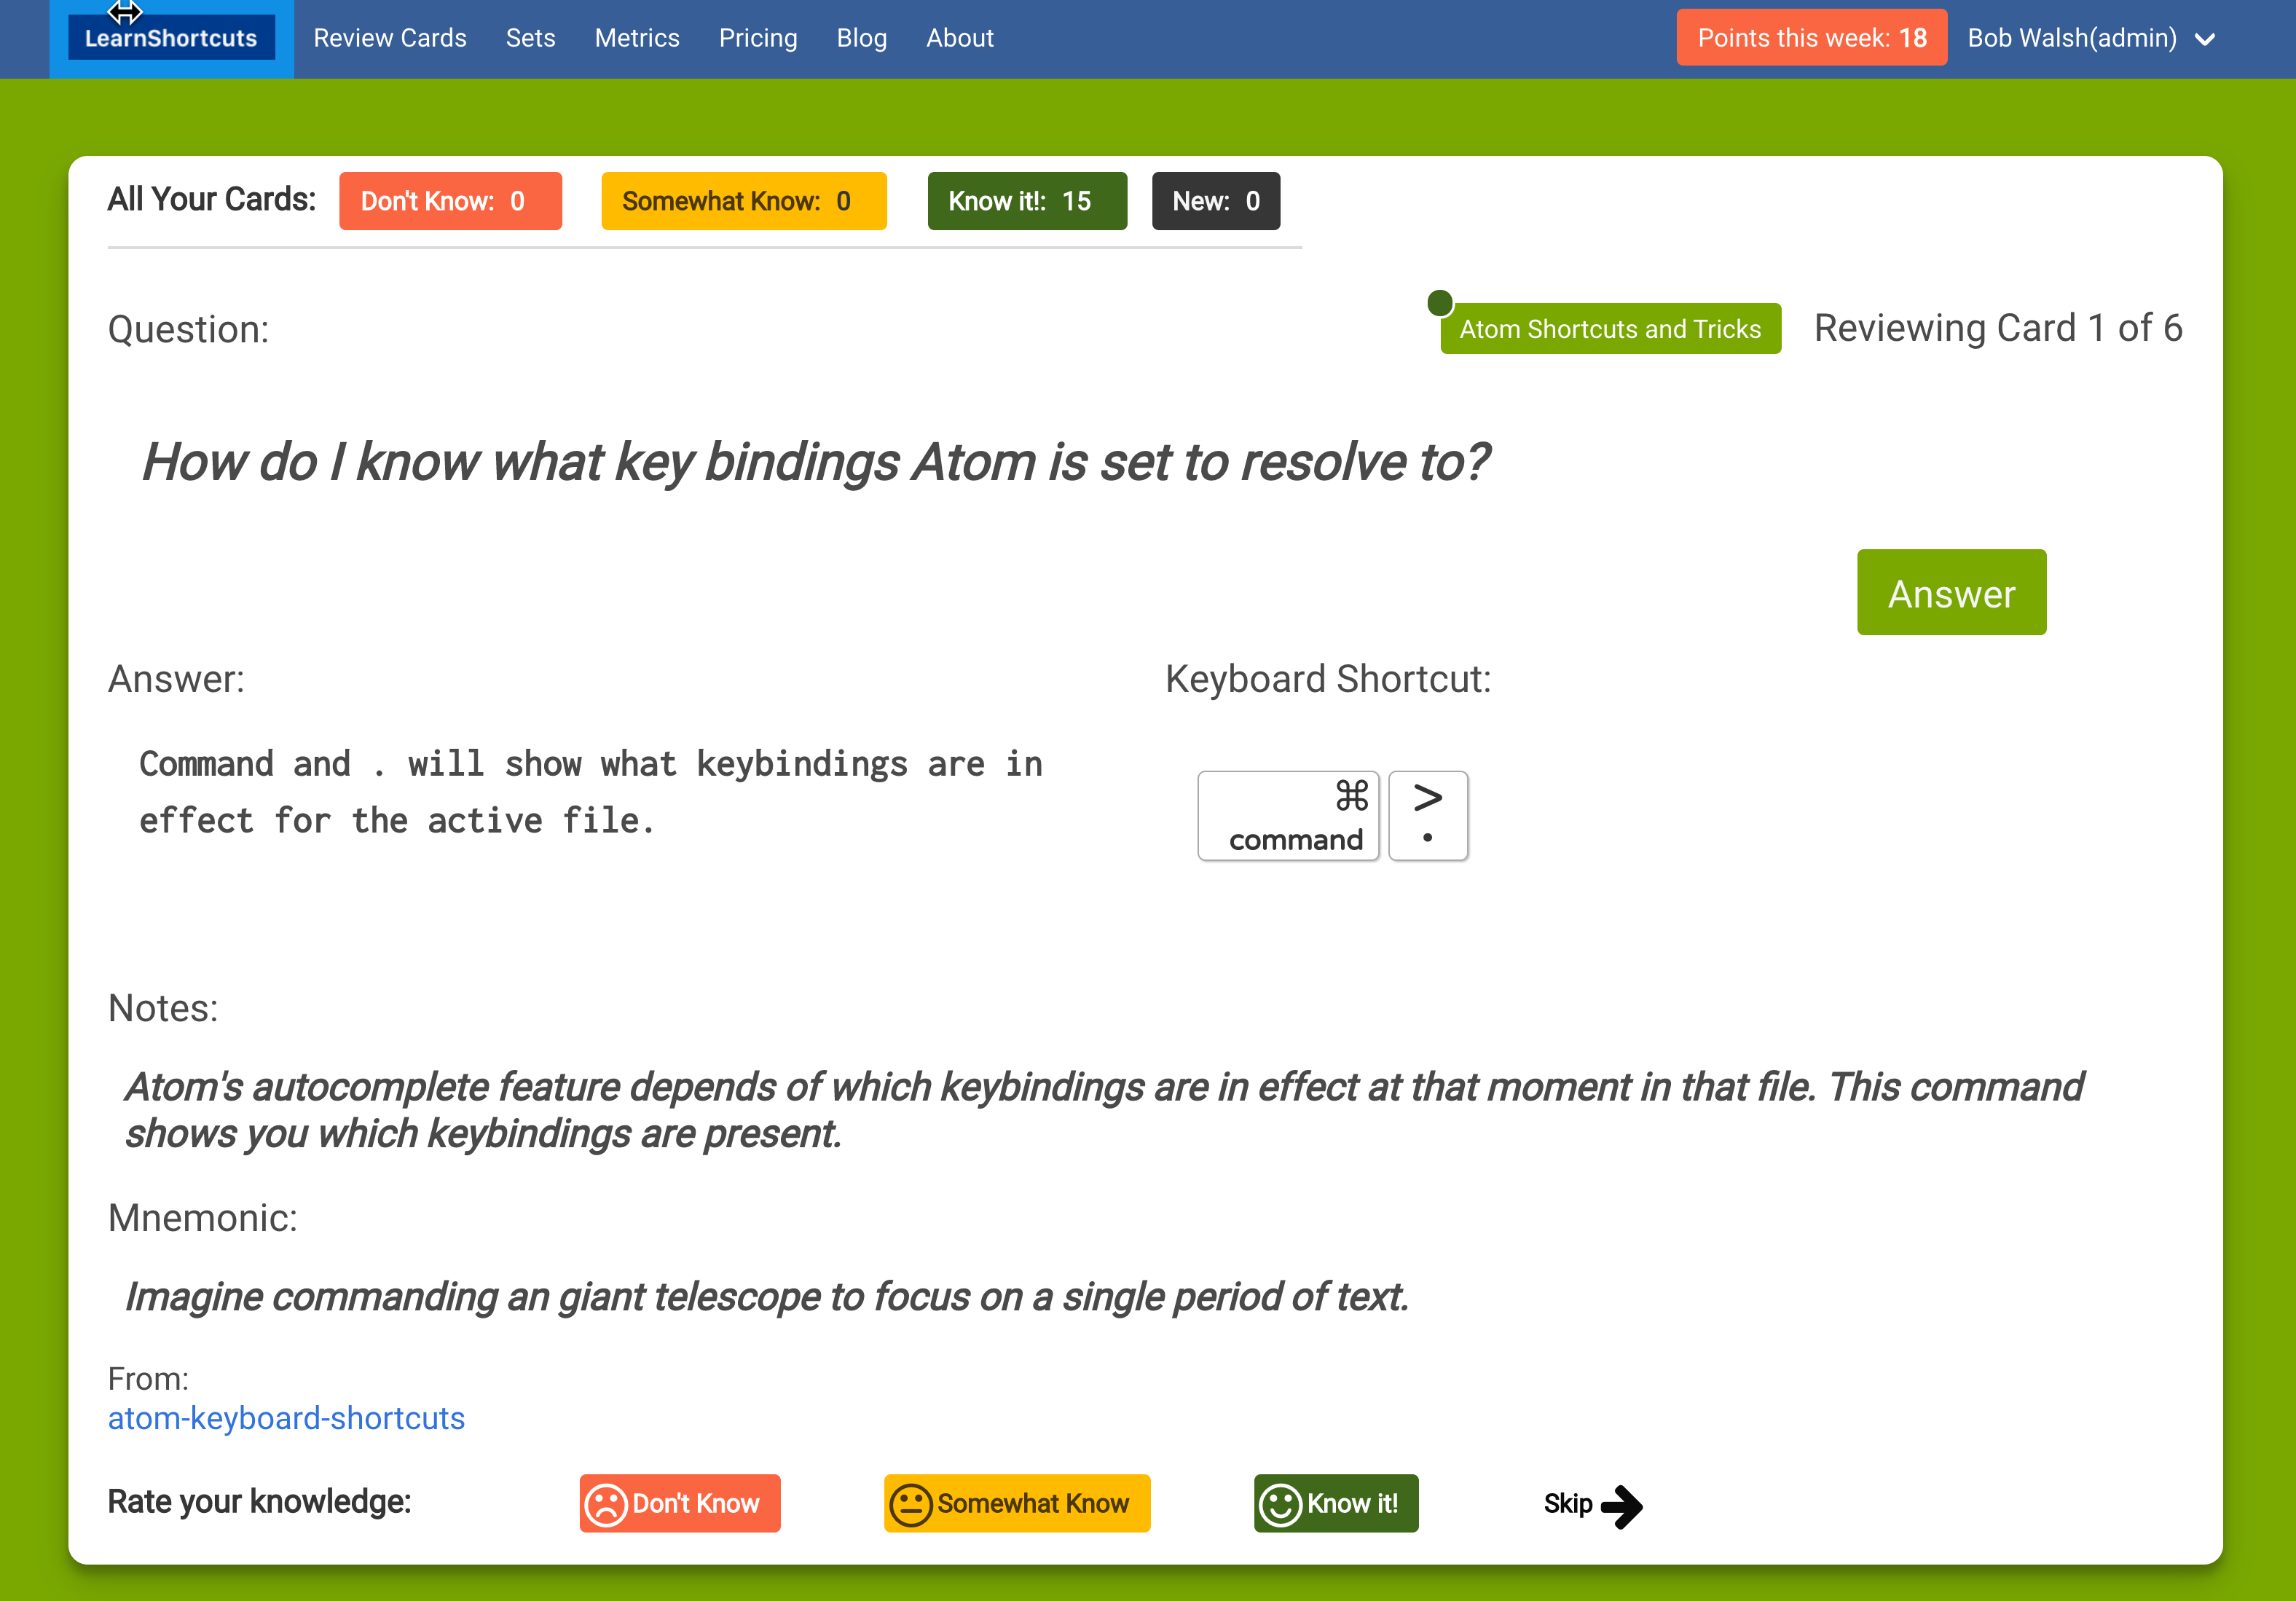 LearnShortcuts Review Cards Sets Metrics Pricing Blog About Points this week: 18 Bob Walsh(admin)
All Your Cards: Don't Know: 0 Somewhat Know: 0 Know it!: 15 New: 0
Question: Atom Shortcuts and Tricks Reviewing Card 1 of 6
How do I know what key bindings Atom is set to resolve to?
Answer
Answer: Keyboard Shortcut:
Command and . will show what keybindings are in
effect for the active file.
⌘ >
command .
Notes:
Atom's autocomplete feature depends of which keybindings are in effect at that moment in that file. This command
shows you which keybindings are present.
Mnemonic:
Imagine commanding an giant telescope to focus on a single period of text.
From:
atom-keyboard-shortcuts
Rate your knowledge: Don't Know Somewhat Know Know it! Skip